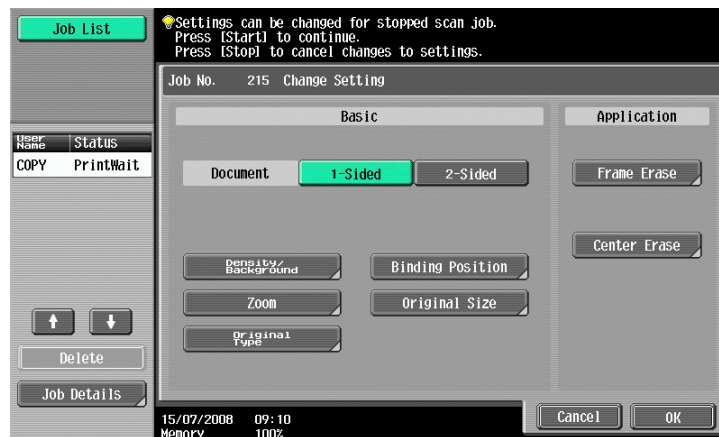 Job List
Settings can be changed for stopped scan job.
Press [Start] to continue.
Press [Stop] to cancel changes to settings.
Job No. 215 Change Setting
Basic
Application
User Name Status
COPY PrintWait
Document 1-Sided 2-Sided
Frame Erase
Center Erase
Density/
Background
Binding Position
Zoom
Original Size
Original
Type
Delete
Job Details
Cancel OK
15/07/2008 09:10
Memory 100%